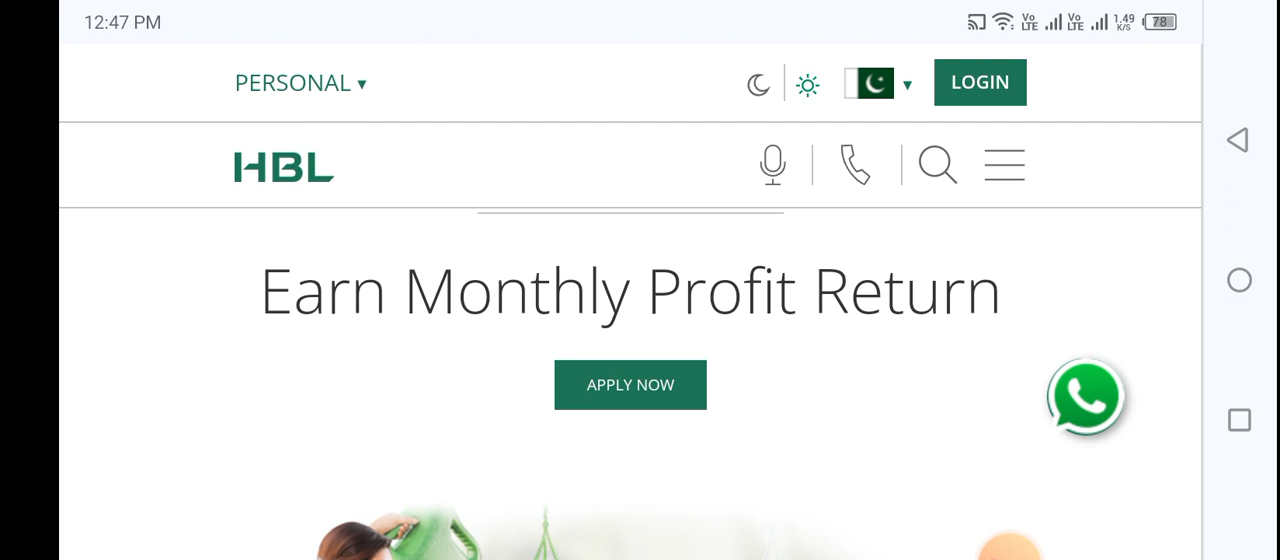 12:47 PM
Vo LTE Vo LTE 1.49 K/S 78
PERSONAL ▾
LOGIN
HBL
Earn Monthly Profit Return
APPLY NOW